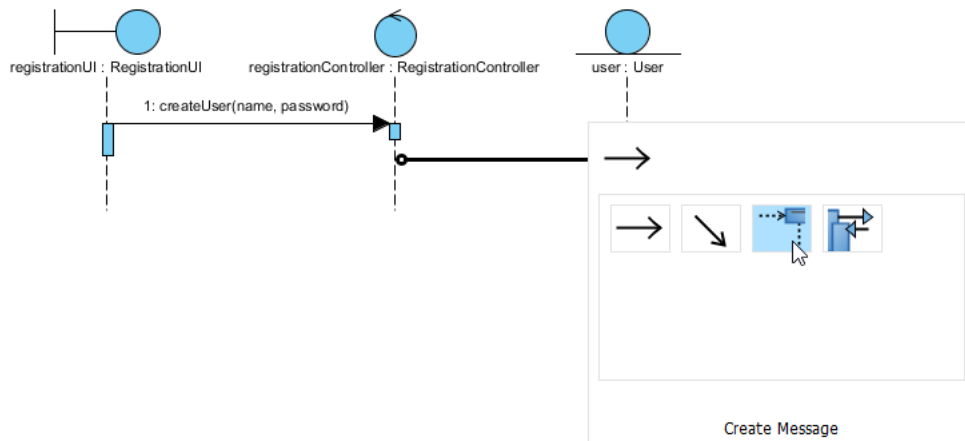 registrationUI : RegistrationUI
registrationController : RegistrationController
user : User
1: createUser(name, password)
Create Message